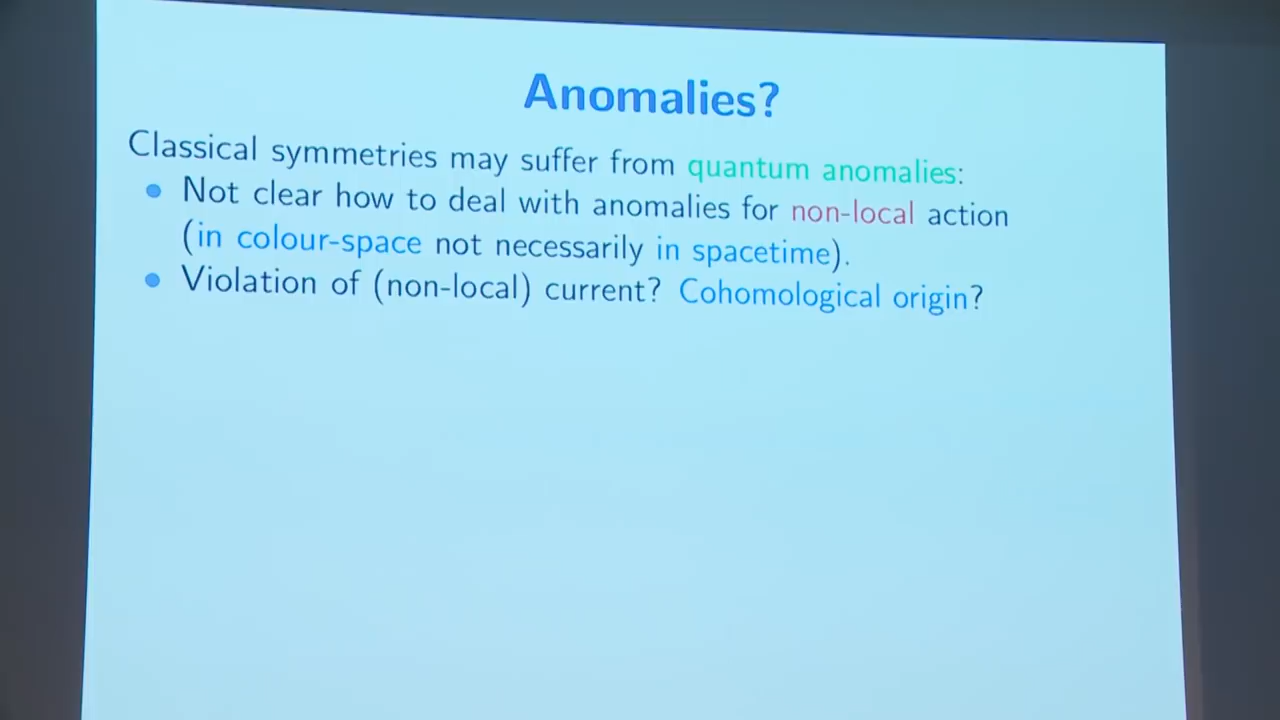 Anomalies?
Classical symmetries may suffer from quantum anomalies:
• Not clear how to deal with anomalies for non-local action
(in colour-space not necessarily in spacetime).
• Violation of (non-local) current? Cohomological origin?